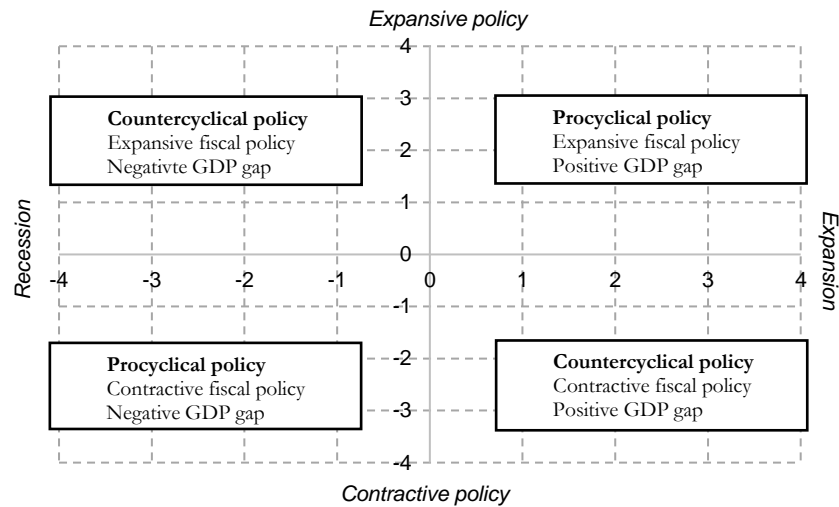 Expansive policy
4
3
Countercyclical policy
Expansive fiscal policy
Negativte GDP gap
Procyclical policy
Expansive fiscal policy
Positive GDP gap
2
1
0
Recession
Expansion
-4 -3 -2 -1 0 1 2 3 4
-1
Procyclical policy
Contractive fiscal policy
Negative GDP gap
Countercyclical policy
Contractive fiscal policy
Positive GDP gap
-2
-3
-4
Contractive policy